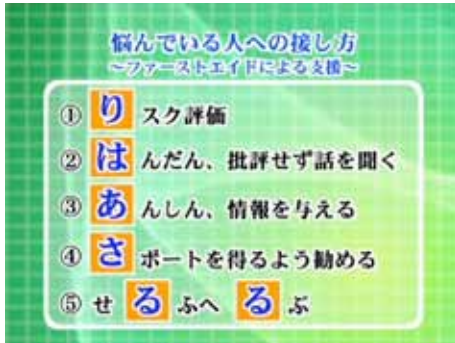 悩んでいる人への接し方
~ファーストエイドによる支援~
① りスク評価
② はんだん、批評せず話を聞く
③ あんしん、情報を与える
④ さポートを得るよう勧める
⑤ せるふへるぷ